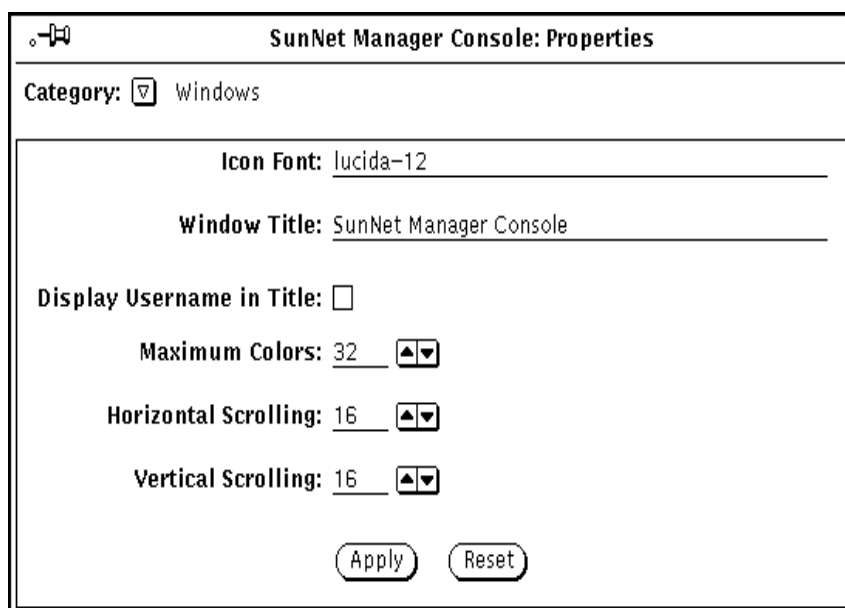 SunNet Manager Console: Properties
Category: Windows
Icon Font: lucida-12
Window Title: SunNet Manager Console
Display Username in Title:
Maximum Colors: 32
Horizontal Scrolling: 16
Vertical Scrolling: 16
Apply Reset